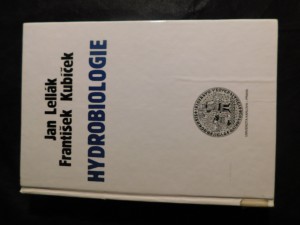 Jan Lellák
František Kubíček
HYDROBIOLOGIE